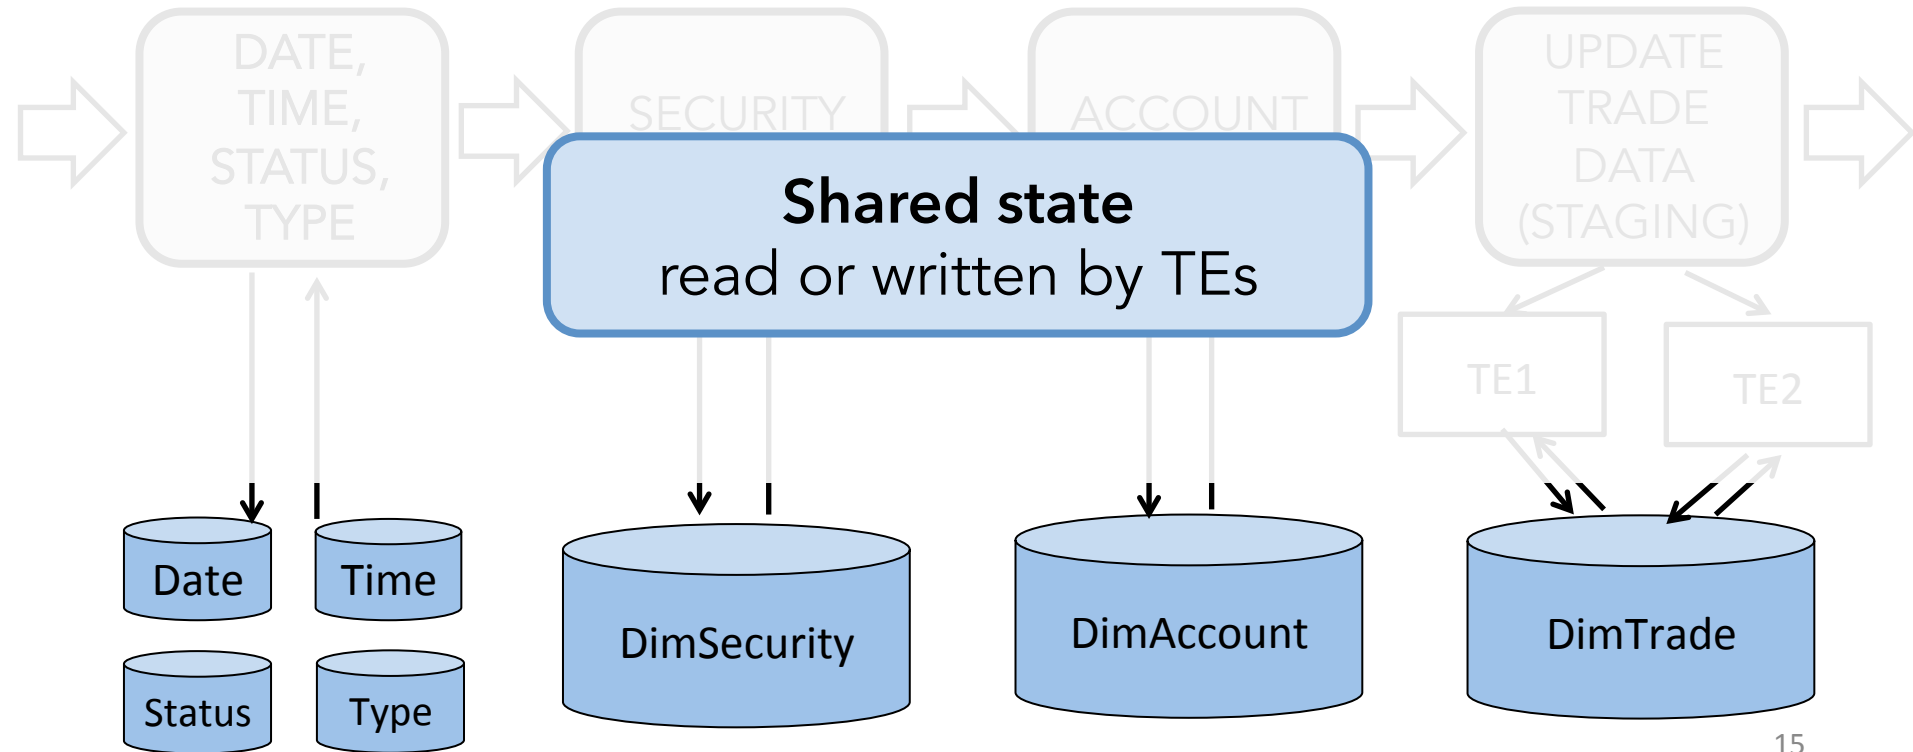 DATE,
TIME,
STATUS,
TYPE
SECURITY
ACCOUNT
UPDATE
TRADE
DATA
(STAGING)
Shared state
read or written by TEs
TE1
TE2
Date
Time
Status
Type
DimSecurity
DimAccount
DimTrade
15